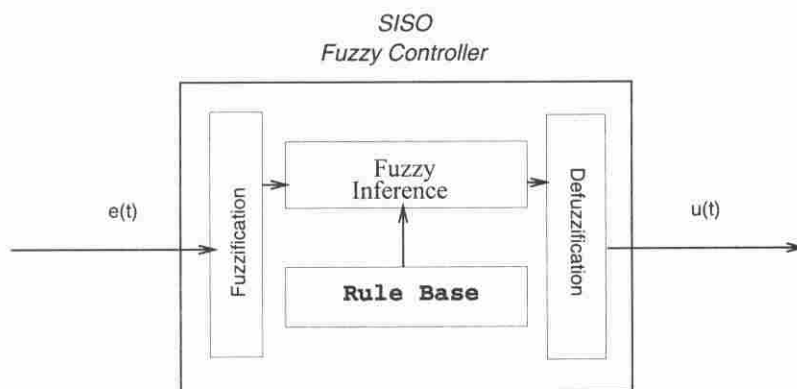 SISO
Fuzzy Controller
e(t)
Fuzzification
Fuzzy
Inference
Rule Base
Defuzzification
u(t)